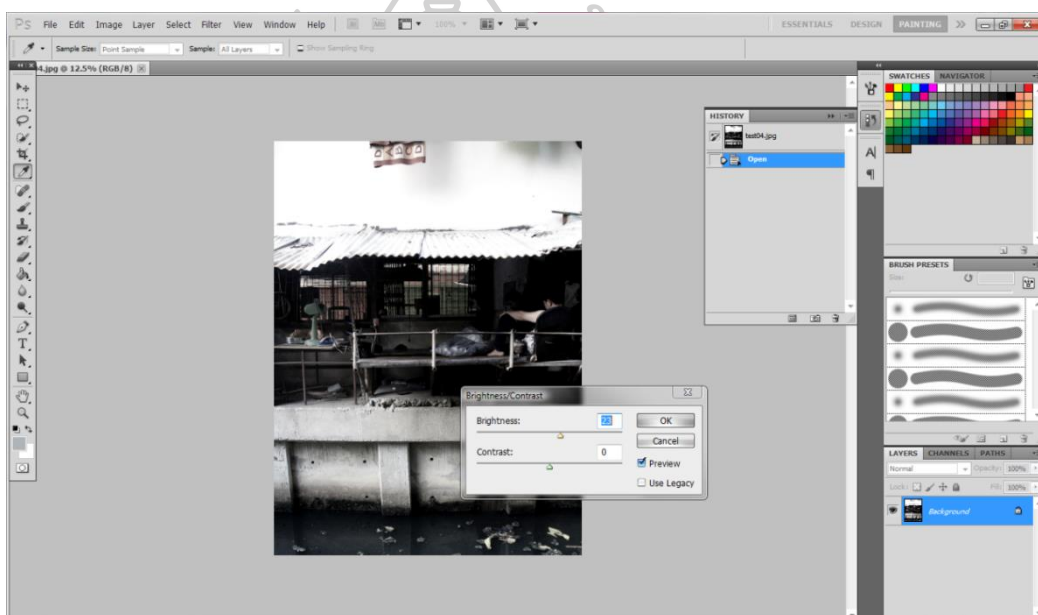 PS File Edit Image Layer Select Filter View Window Help Br Mb 100% ESSENTIALS DESIGN PAINTING
Sample Size: Point Sample Sample: All Layers Show Sampling Ring
4.jpg @ 12.5% (RGB/8)
SWATCHES NAVIGATOR
HISTORY
test04.jpg
Open
BRUSH PRESETS
Size:
Brightness/Contrast
Brightness: 23 OK
Cancel
Contrast: 0
Preview
Use Legacy
LAYERS CHANNELS PATHS
Normal Opacity: 100%
Lock: Fill: 100%
Background